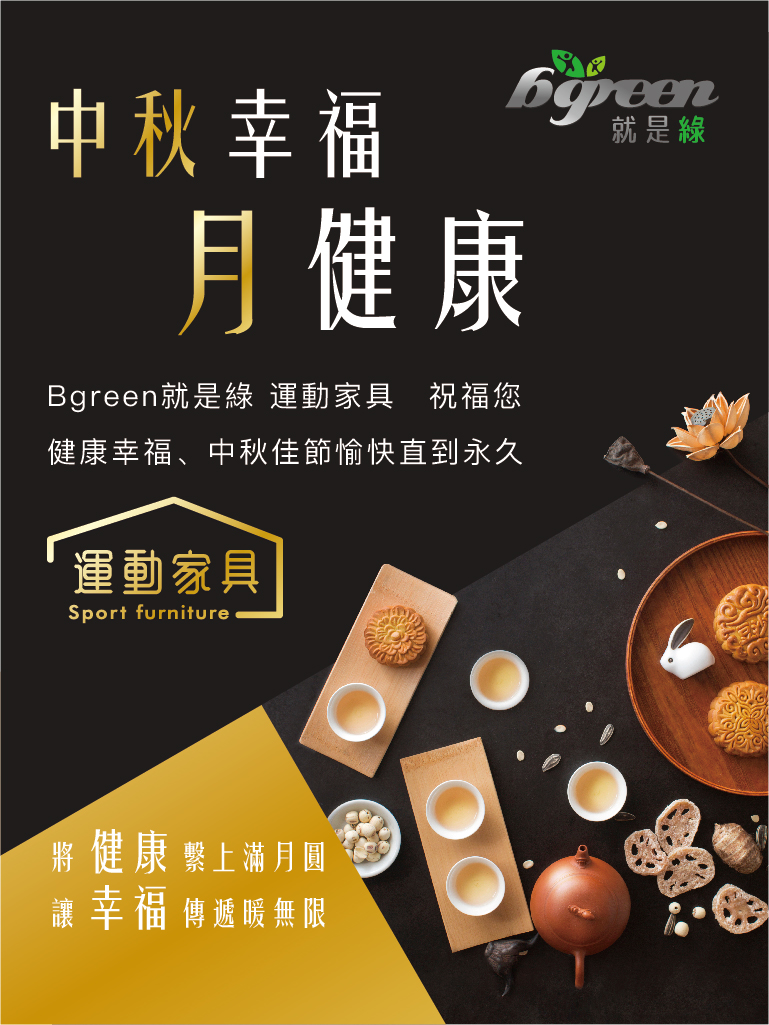 bgreen
就是綠
中秋幸福
月健康
Bgreen就是綠 運動家具　祝福您
健康幸福、中秋佳節愉快直到永久
運動家具
Sport furniture
將 健康 繫上滿月圓
讓 幸福 傳遞暖無限